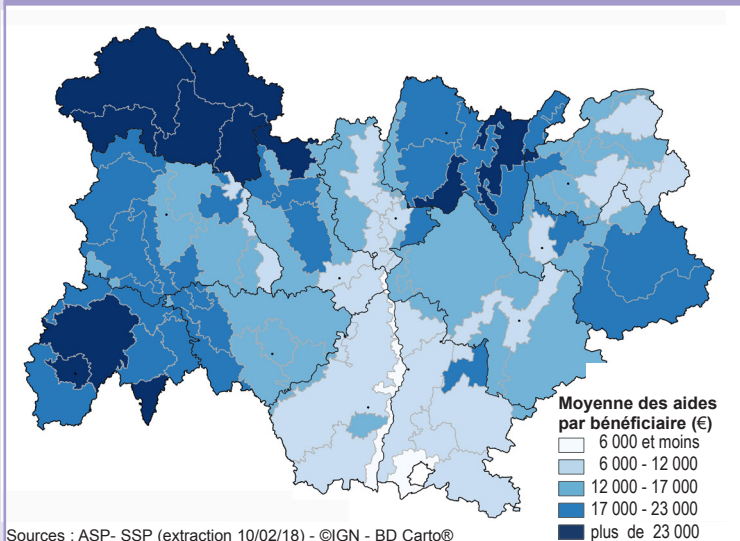 Moyenne des aides
par bénéficiaire (€)
6 000 et moins
6 000 - 12 000
12 000 - 17 000
17 000 - 23 000
plus de 23 000
Sources : ASP- SSP (extraction 10/02/18) - ©IGN - BD Carto®